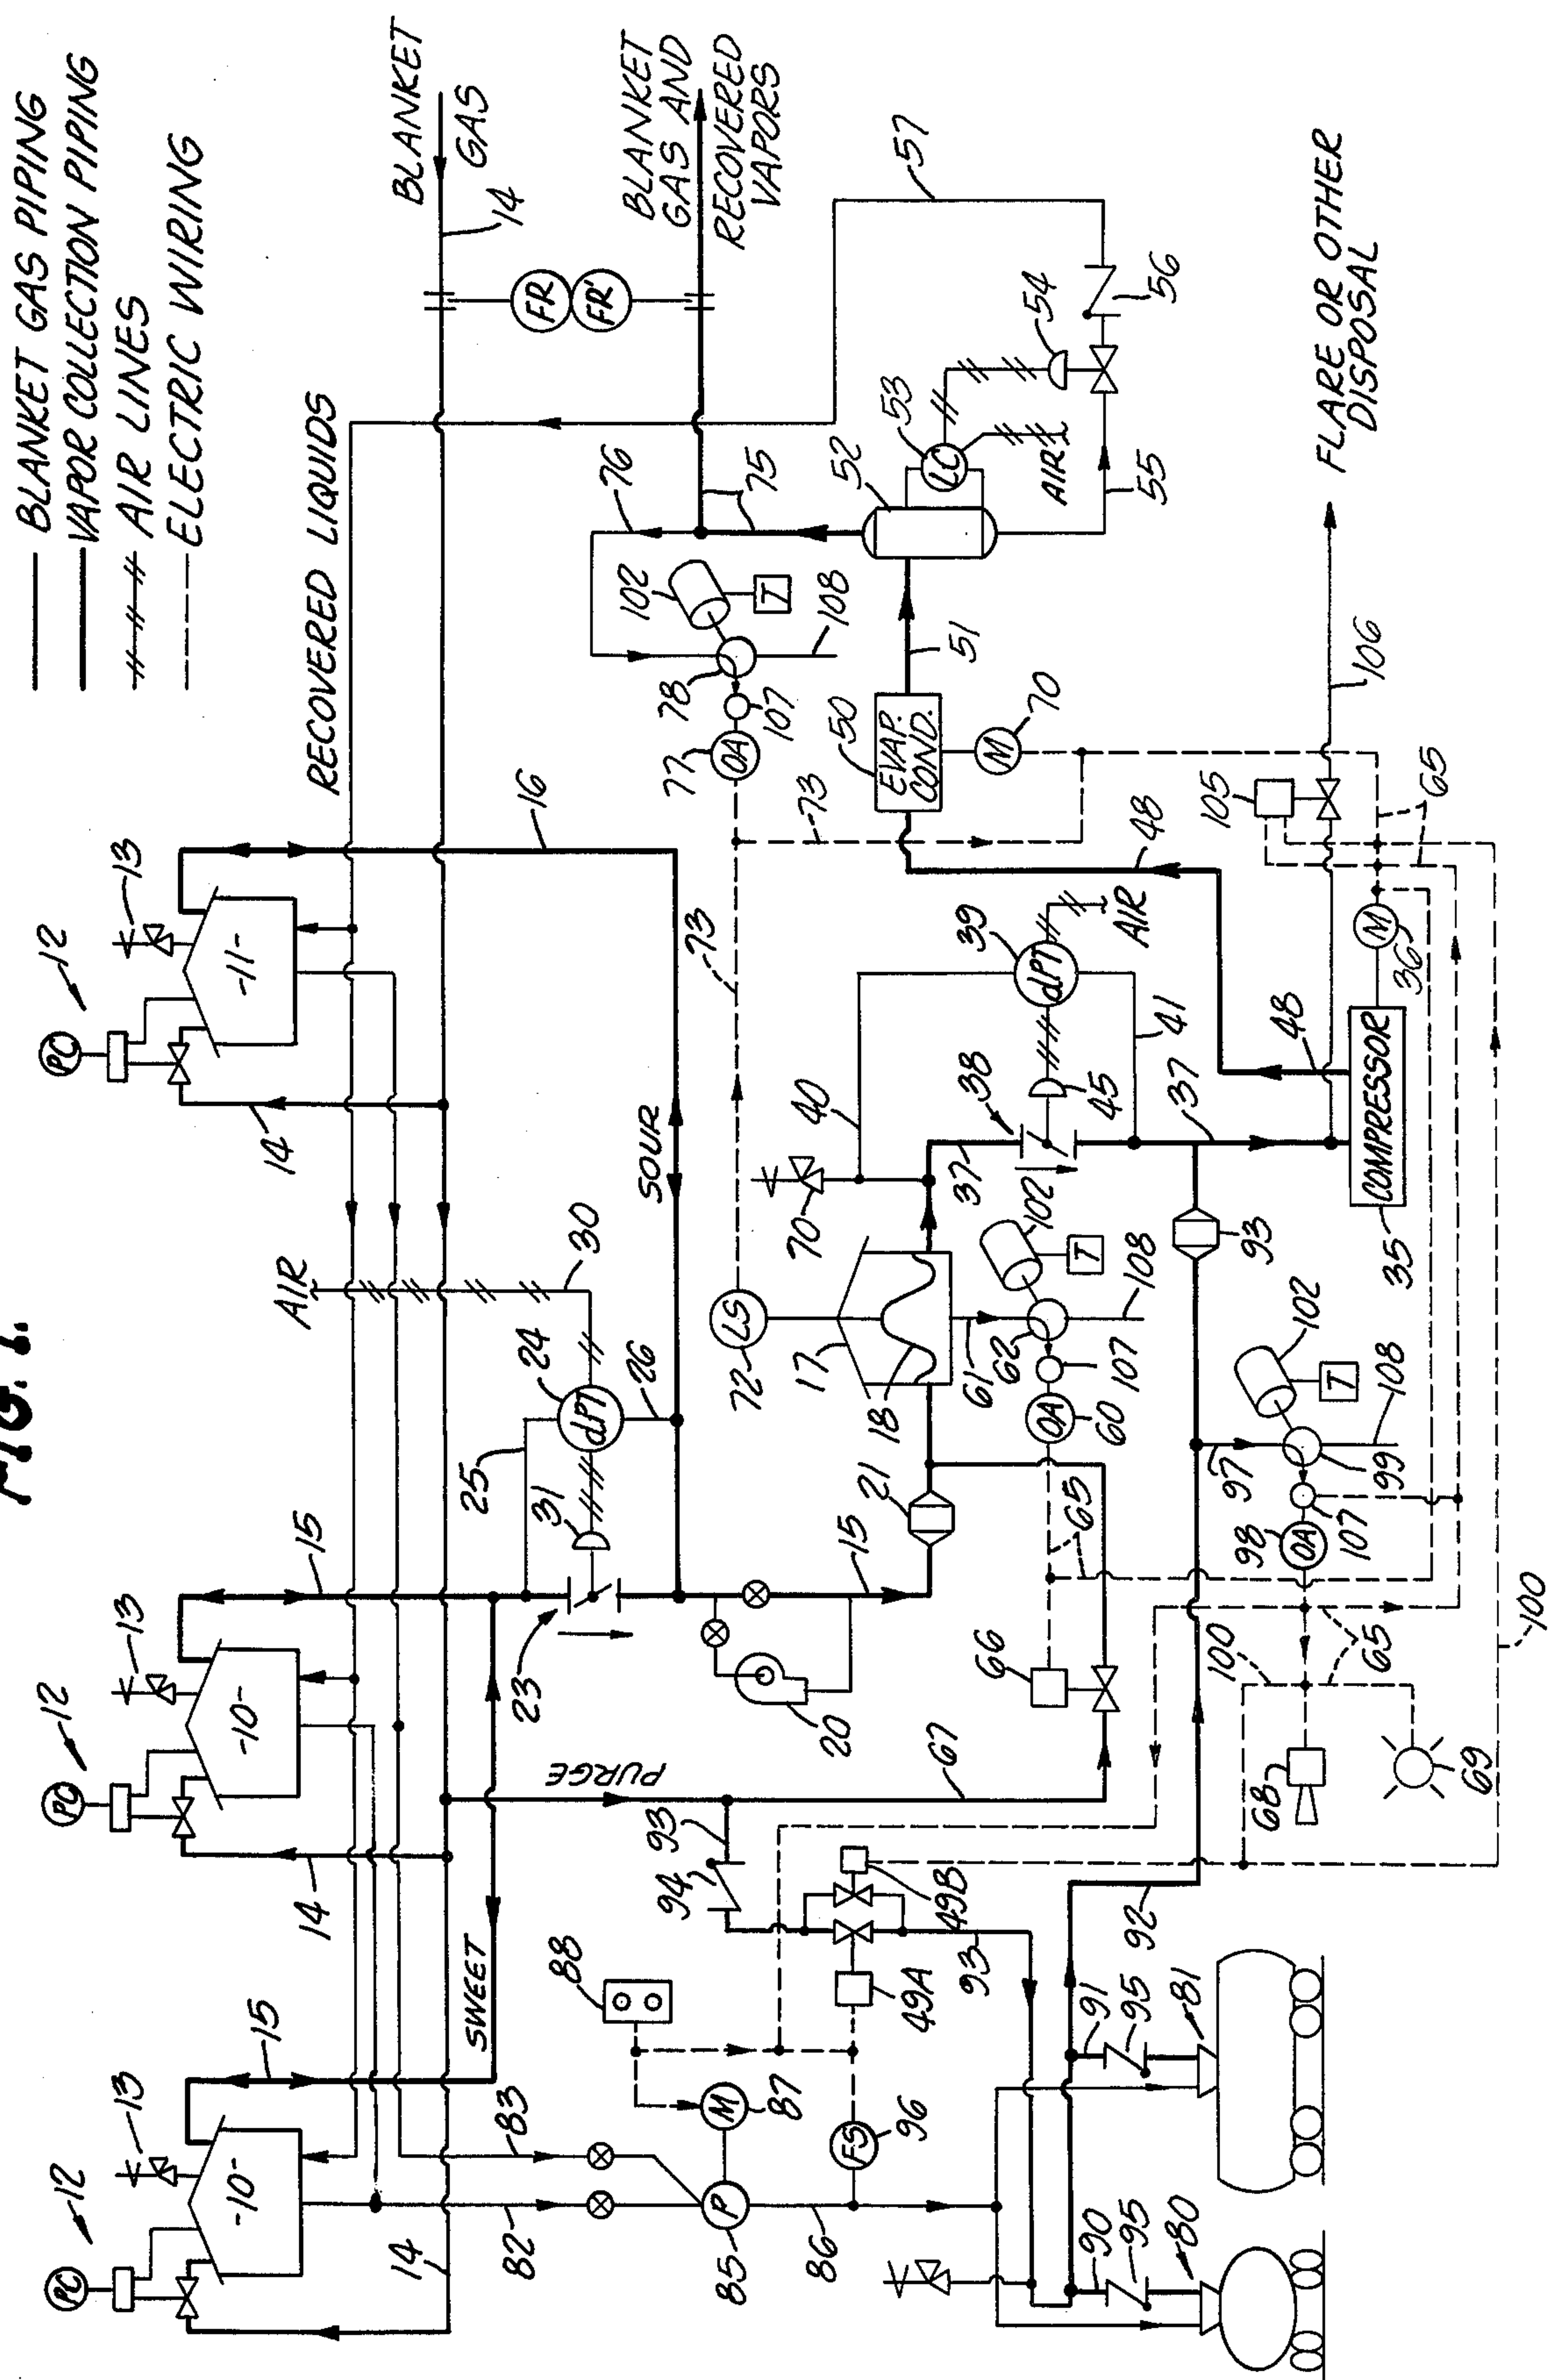 FIG. 1.
BLANKET GAS PIPING
VAPOR COLLECTION PIPING
AIR LINES
ELECTRIC WIRING
BLANKET
GAS
14
BLANKET
GAS AND
RECOVERED
VAPORS
RECOVERED LIQUIDS
FR
FR'
57
12
PC
13
-10-
15
14
12
PC
13
-10-
15
14
12
PC
13
-11-
16
14
AIR
30
25
24
dPT
26
31
23
SWEET
SOUR
PURGE
20
15
21
72
LS
17
18
70
40
37
38
39
dPT
AIR
45
41
37
73
73
77
OA
107
78
102
T
108
76
75
52
53
LC
AIR
54
56
55
51
50
EVAP.
COND.
M
70
48
48
61
62
102
T
108
107
60
OA
65
66
67
93
35
COMPRESSOR
M
36
105
65
106
FLARE OR OTHER
DISPOSAL
97
99
102
T
108
107
98
OA
65
100
100
68
69
83
82
85
P
M
87
88
86
FS
96
49A
49B
94
93
93
92
91
95
81
90
95
80